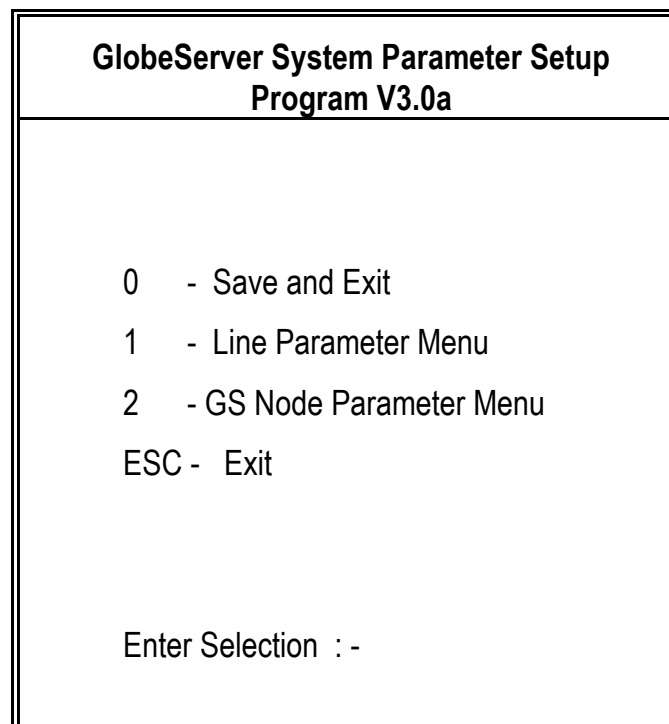 GlobeServer System Parameter Setup
Program V3.0a
0 - Save and Exit
1 - Line Parameter Menu
2 - GS Node Parameter Menu
ESC - Exit
Enter Selection : -